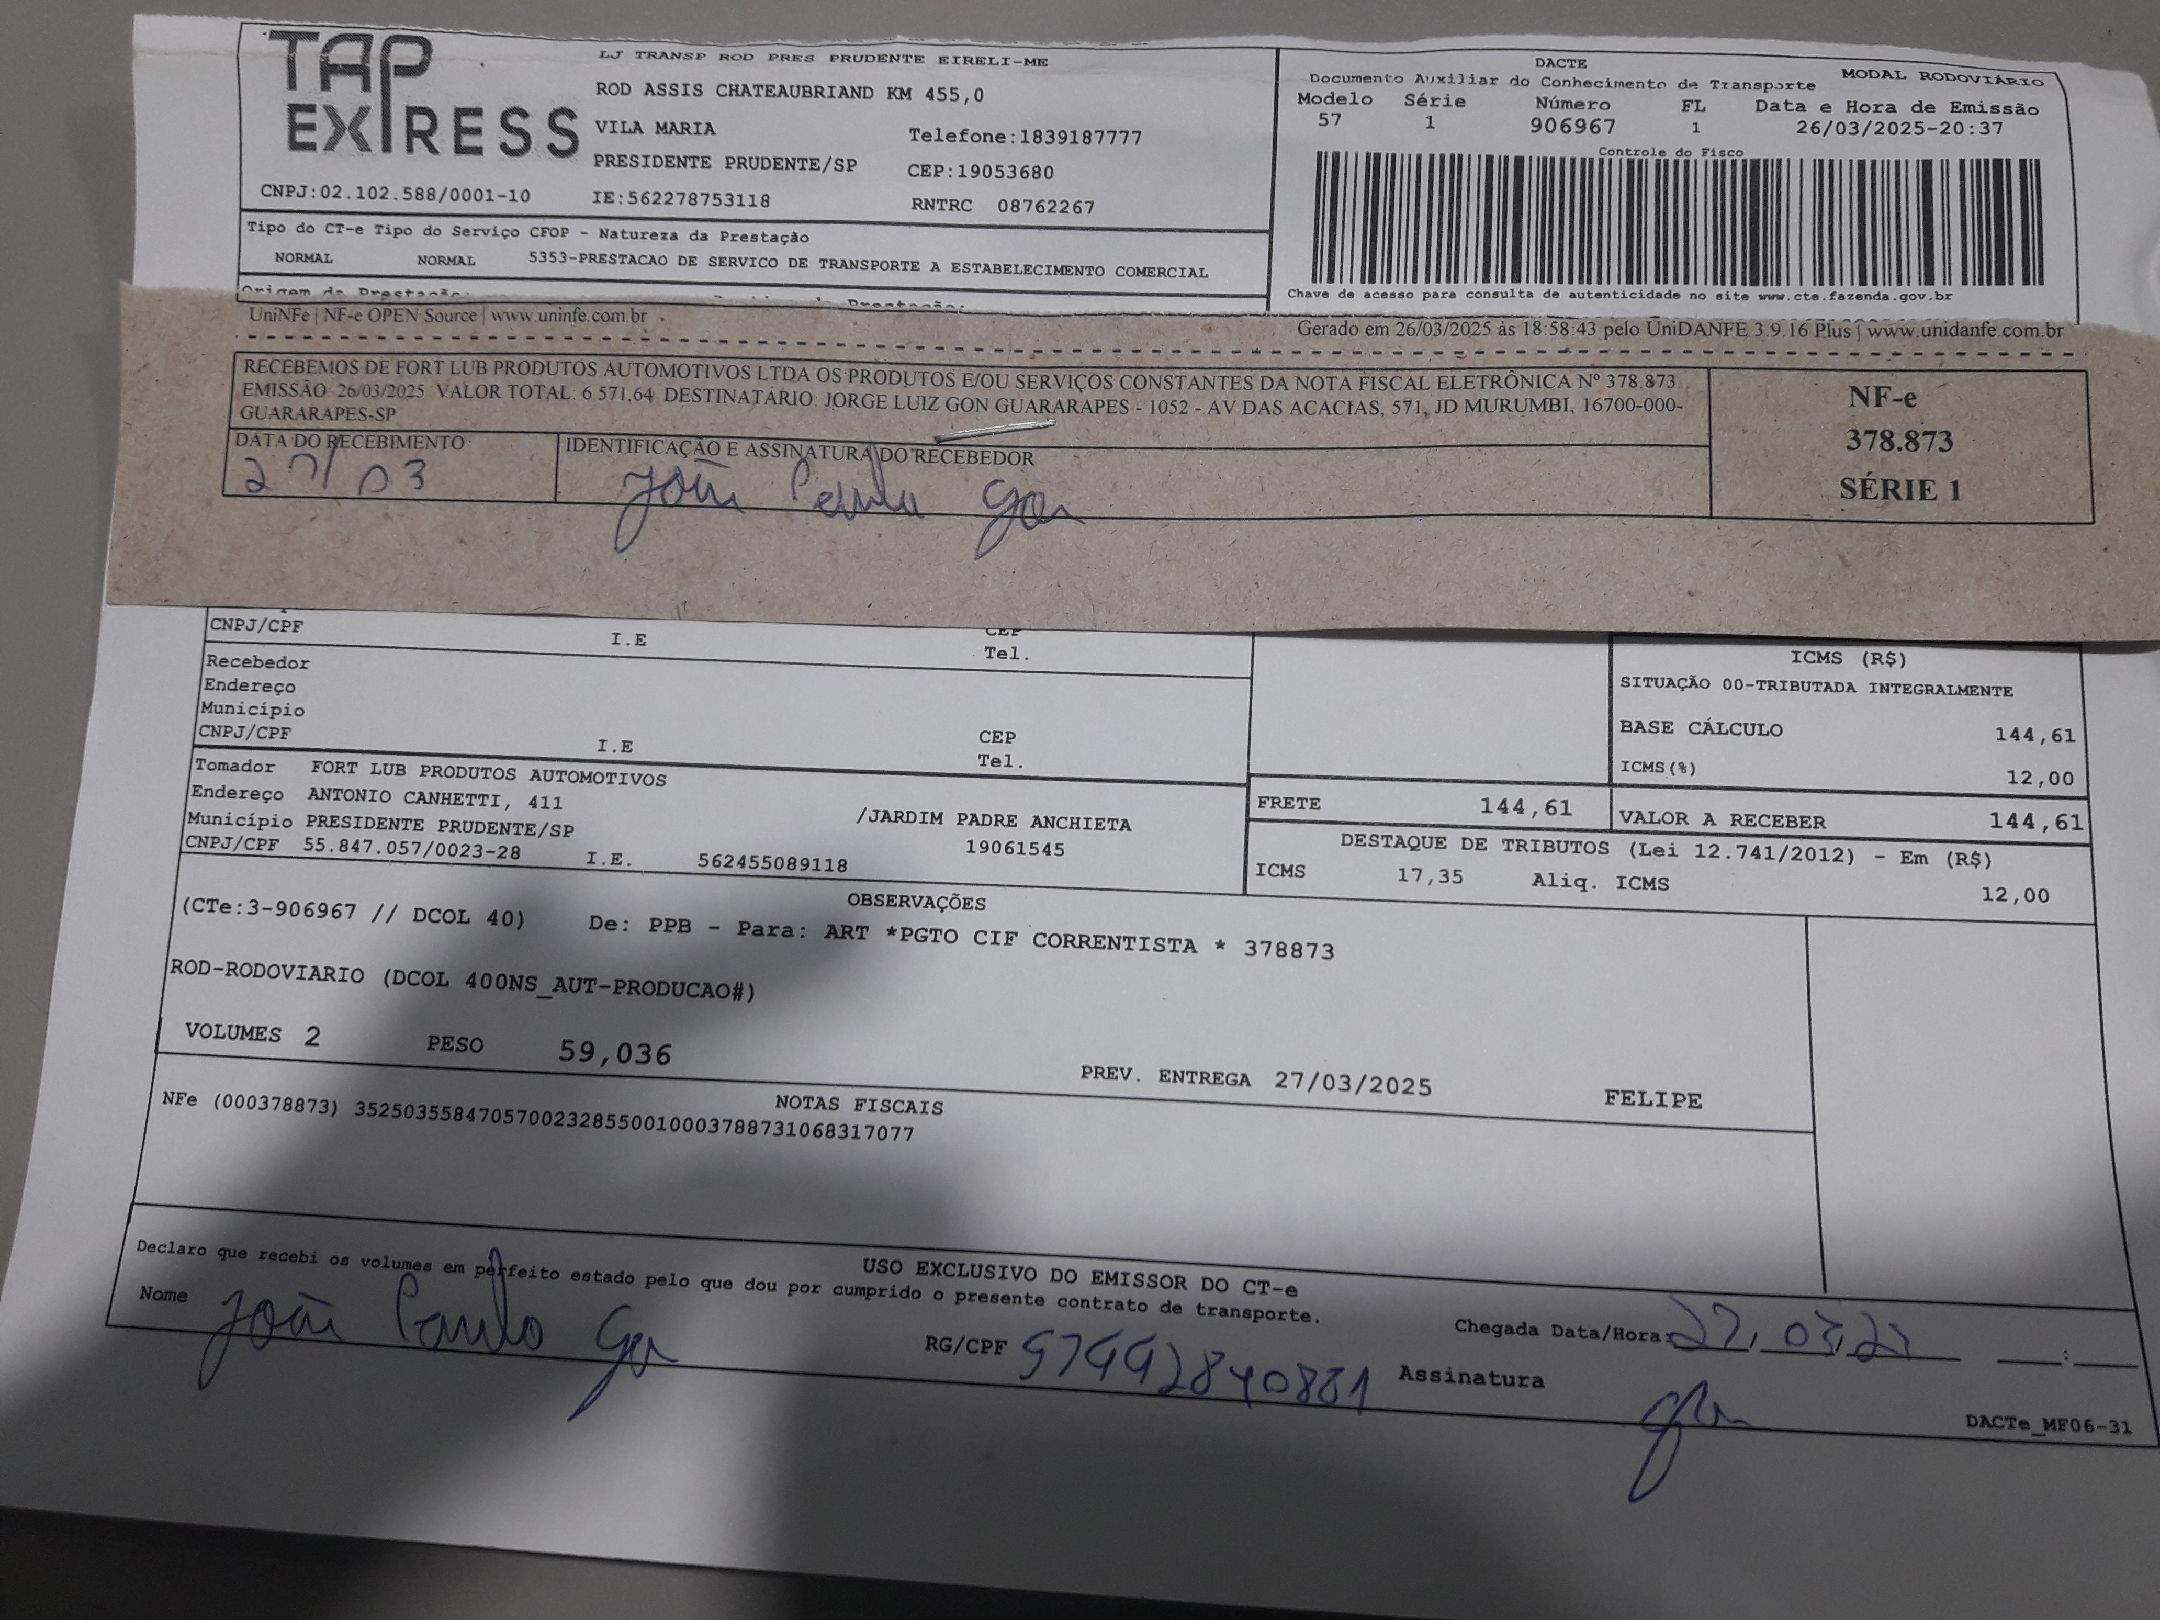 TAP EXPRESS
LJ TRANSP ROD PRES PRUDENTE EIRELI-ME
ROD ASSIS CHATEAUBRIAND KM 455,0
VILA MARIA Telefone:1839187777
PRESIDENTE PRUDENTE/SP CEP:19053680
CNPJ:02.102.588/0001-10 IE:562278753118 RNTRC 08762267
DACTE
Documento Auxiliar do Conhecimento de Transporte MODAL RODOVIÁRIO
Modelo Série Número FL Data e Hora de Emissão
57 1 906967 1 26/03/2025-20:37
Controle do Fisco
Chave de acesso para consulta de autenticidade no site www.cte.fazenda.gov.br
Tipo do CT-e Tipo do Serviço CFOP - Natureza da Prestação
NORMAL NORMAL 5353-PRESTACAO DE SERVICO DE TRANSPORTE A ESTABELECIMENTO COMERCIAL
Origem da Prestação:
UniNFe | NF-e OPEN Source | www.uninfe.com.br Gerado em 26/03/2025 às 18:58:43 pelo UniDANFE 3.9.16 Plus | www.unidanfe.com.br
RECEBEMOS DE FORT LUB PRODUTOS AUTOMOTIVOS LTDA OS PRODUTOS E/OU SERVIÇOS CONSTANTES DA NOTA FISCAL ELETRÔNICA Nº 378.873.
EMISSÃO 26/03/2025 VALOR TOTAL: 6.571,64 DESTINATÁRIO: JORGE LUIZ GON GUARARAPES - 1052 - AV DAS ACACIAS, 571, JD MURUMBI, 16700-000-
GUARARAPES-SP
DATA DO RECEBIMENTO IDENTIFICAÇÃO E ASSINATURA DO RECEBEDOR
27/03 João Paulo Gon
NF-e
378.873
SÉRIE 1
CNPJ/CPF I.E CEP
Tel.
Recebedor
Endereço
Município
CNPJ/CPF I.E CEP
Tel.
ICMS (R$)
SITUAÇÃO 00-TRIBUTADA INTEGRALMENTE
BASE CÁLCULO 144,61
ICMS(%) 12,00
Tomador FORT LUB PRODUTOS AUTOMOTIVOS
Endereço ANTONIO CANHETTI, 411 /JARDIM PADRE ANCHIETA
Município PRESIDENTE PRUDENTE/SP 19061545
CNPJ/CPF 55.847.057/0023-28 I.E. 562455089118
FRETE 144,61 VALOR A RECEBER 144,61
DESTAQUE DE TRIBUTOS (Lei 12.741/2012) - Em (R$)
ICMS 17,35 Aliq. ICMS 12,00
OBSERVAÇÕES
(CTe:3-906967 // DCOL 40) De: PPB - Para: ART *PGTO CIF CORRENTISTA * 378873
ROD-RODOVIARIO (DCOL 400NS_AUT-PRODUCAO#)
VOLUMES 2 PESO 59,036 PREV. ENTREGA 27/03/2025 FELIPE
NOTAS FISCAIS
NFe (000378873) 35250355847057002328550010003788731068317077
USO EXCLUSIVO DO EMISSOR DO CT-e
Declaro que recebi os volumes em perfeito estado pelo que dou por cumprido o presente contrato de transporte.
Nome João Paulo Gon RG/CPF Chegada Data/Hora:
Assinatura Gon
DACTe_MF06-31